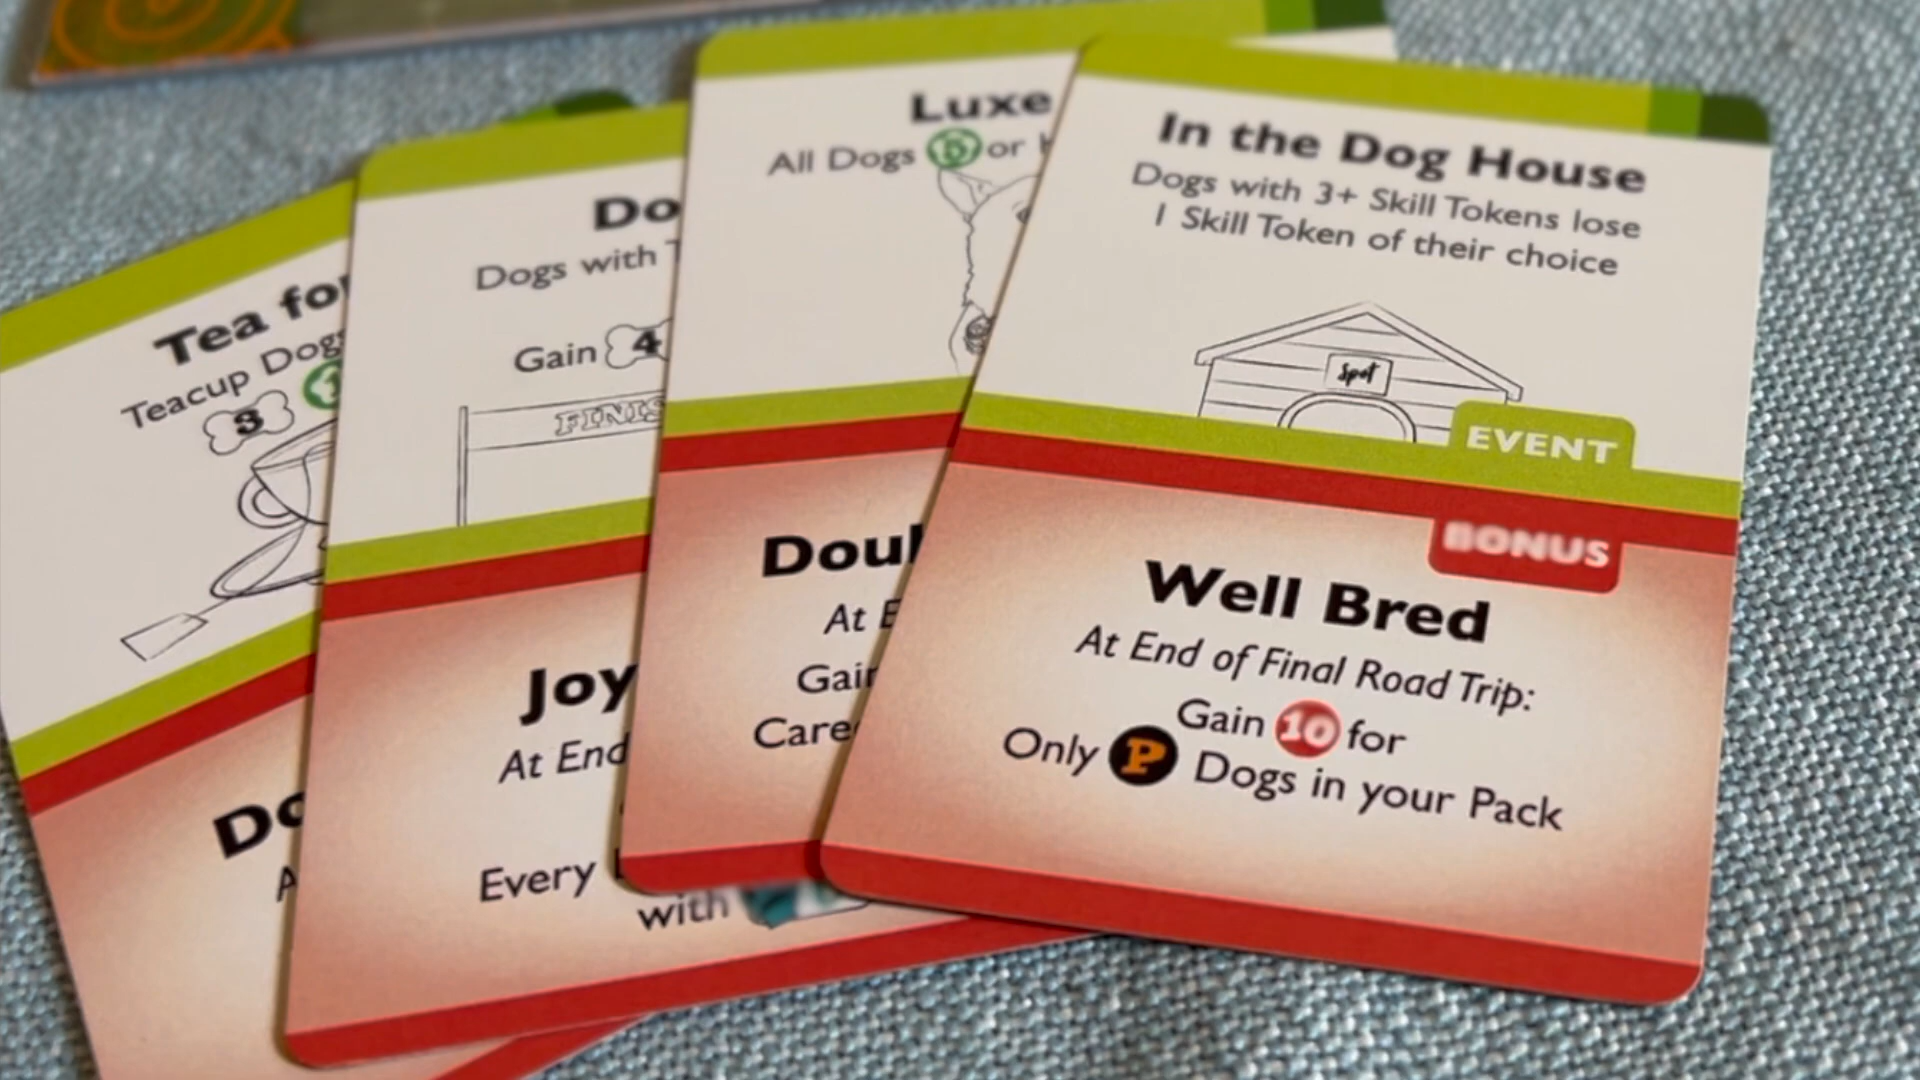 Tea for
Teacup Dogs
3
Do
A
Do
Dogs with T
Gain 4
FINIS
Joy
At End
Every
with
Luxe
All Dogs 5 or
Doul
At E
Gain
Care
In the Dog House
Dogs with 3+ Skill Tokens lose
1 Skill Token of their choice
Spot
EVENT
BONUS
Well Bred
At End of Final Road Trip:
Gain 10 for
Only P Dogs in your Pack